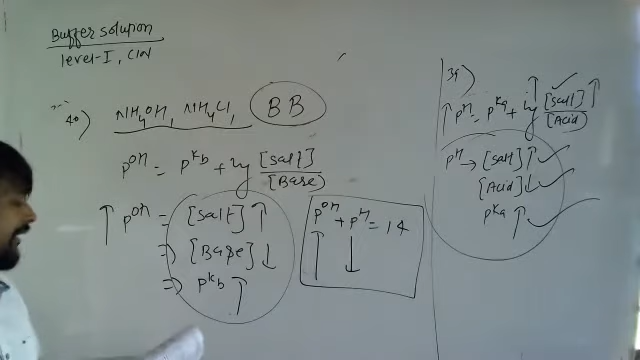 Buffer solution
level-I, CW
40) NH4OH, NH4Cl, BB
pOH = pKb + log [Salt]/[Base]
↑ pOH = [Salt] ↑
⇒ [Base] ↓
⇒ pKb ↑
pOH + pH = 14
↑ ↓
39)
↑ pH = pKa + log [Salt]/[Acid] ↑
pH → [Salt] ↑ ✓
[Acid] ↓ ✓
pKa ↑ ✓